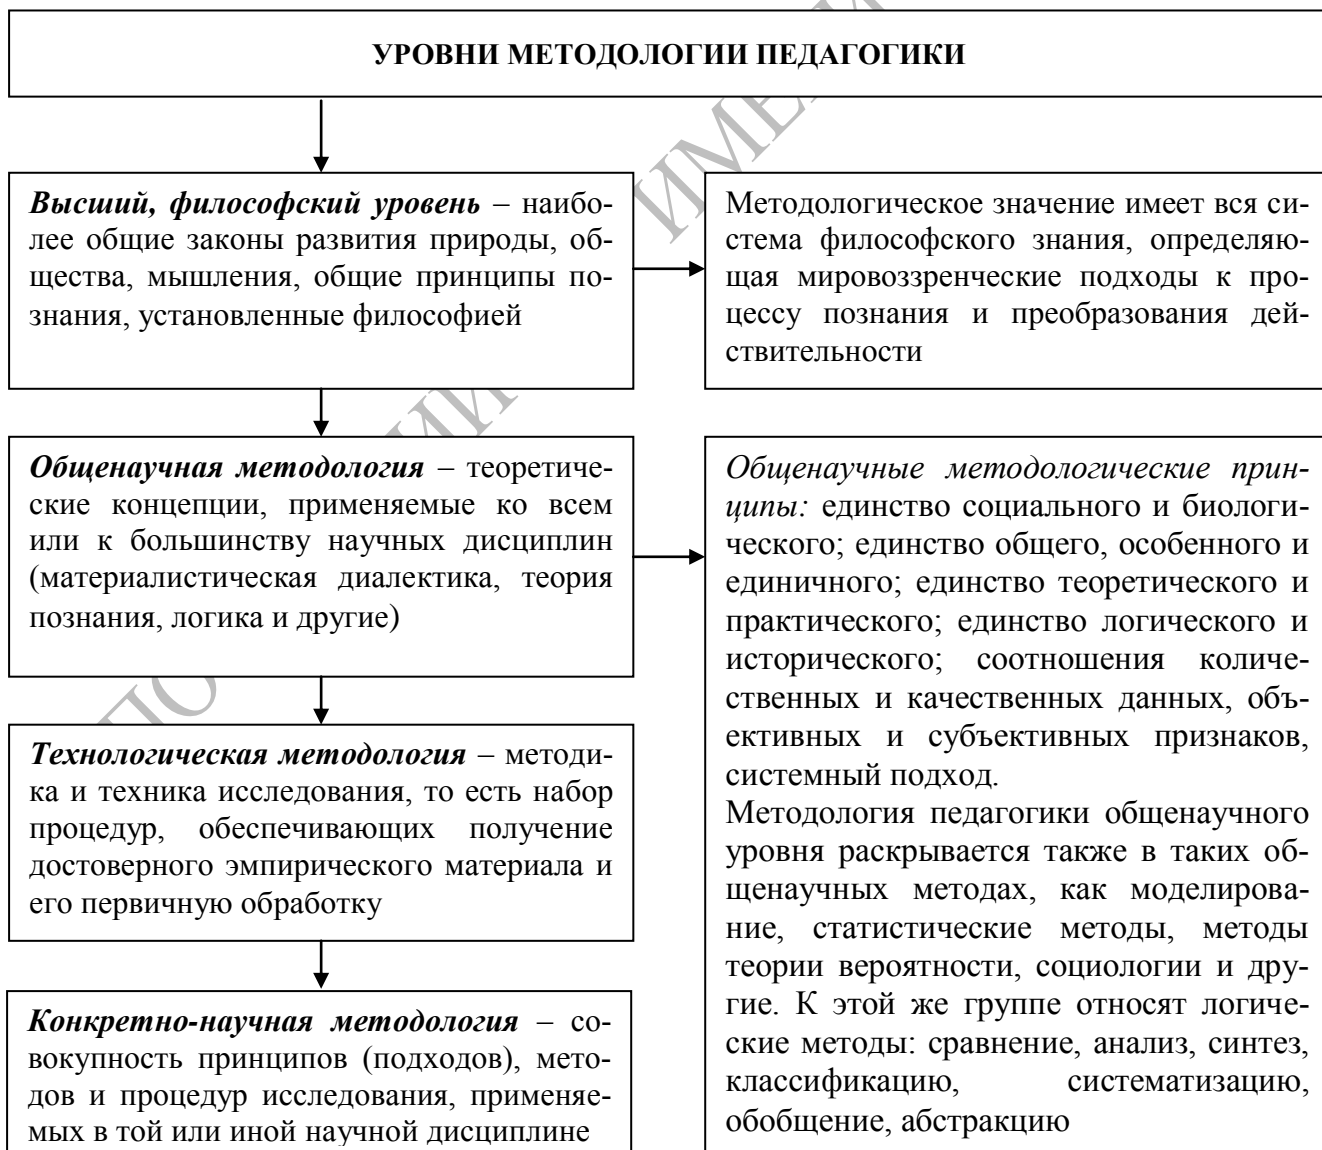 УРОВНИ МЕТОДОЛОГИИ ПЕДАГОГИКИ
Высший, философский уровень – наибо-
лее общие законы развития природы, об-
щества, мышления, общие принципы по-
знания, установленные философией
Методологическое значение имеет вся си-
стема философского знания, определяю-
щая мировоззренческие подходы к про-
цессу познания и преобразования дей-
ствительности
Общенаучная методология – теоретиче-
ские концепции, применяемые ко всем
или к большинству научных дисциплин
(материалистическая диалектика, теория
познания, логика и другие)
Общенаучные методологические прин-
ципы: единство социального и биологи-
ческого; единство общего, особенного и
единичного; единство теоретического и
практического; единство логического и
исторического; соотношения количе-
ственных и качественных данных, объ-
ективных и субъективных признаков,
системный подход.
Методология педагогики общенаучного
уровня раскрывается также в таких об-
щенаучных методах, как моделирова-
ние, статистические методы, методы
теории вероятности, социологии и дру-
гие. К этой же группе относят логиче-
ские методы: сравнение, анализ, синтез,
классификацию, систематизацию,
обобщение, абстракцию
Технологическая методология – методи-
ка и техника исследования, то есть набор
процедур, обеспечивающих получение
достоверного эмпирического материала и
его первичную обработку
Конкретно-научная методология – со-
вокупность принципов (подходов), мето-
дов и процедур исследования, применяе-
мых в той или иной научной дисциплине